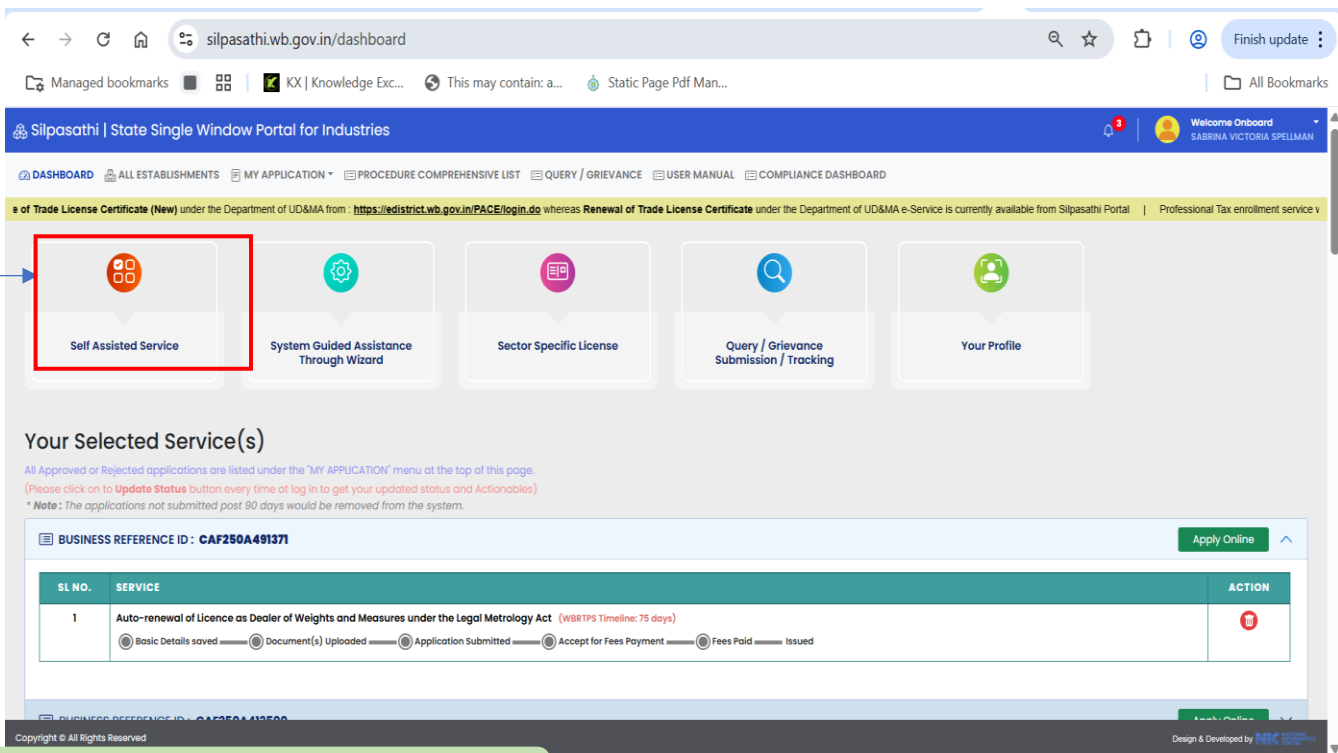 silpasathi.wb.gov.in/dashboard
Finish update
Managed bookmarks
KX | Knowledge Exc...
This may contain: a...
Static Page Pdf Man...
All Bookmarks
Silpasathi | State Single Window Portal for Industries
3
Welcome Onboard
SABRINA VICTORIA SPELLMAN
DASHBOARD ALL ESTABLISHMENTS MY APPLICATION PROCEDURE COMPREHENSIVE LIST QUERY / GRIEVANCE USER MANUAL COMPLIANCE DASHBOARD
e of Trade License Certificate (New) under the Department of UD&MA from : https://edistrict.wb.gov.in/PACE/login.do whereas Renewal of Trade License Certificate under the Department of UD&MA e-Service is currently available from Silpasathi Portal | Professional Tax enrollment service v
Self Assisted Service
System Guided Assistance
Through Wizard
Sector Specific License
Query / Grievance
Submission / Tracking
Your Profile
Your Selected Service(s)
All Approved or Rejected applications are listed under the "MY APPLICATION" menu at the top of this page.
(Please click on to Update Status button every time at log in to get your updated status and Actionables)
* Note : The applications not submitted post 90 days would be removed from the system.
BUSINESS REFERENCE ID : CAF250A491371
Apply Online
SL NO. SERVICE ACTION
1 Auto-renewal of Licence as Dealer of Weights and Measures under the Legal Metrology Act (WBRTPS Timeline: 75 days)
Basic Details saved Document(s) Uploaded Application Submitted Accept for Fees Payment Fees Paid Issued
BUSINESS REFERENCE ID :
Apply Online
Copyright © All Rights Reserved
Design & Developed by NIC